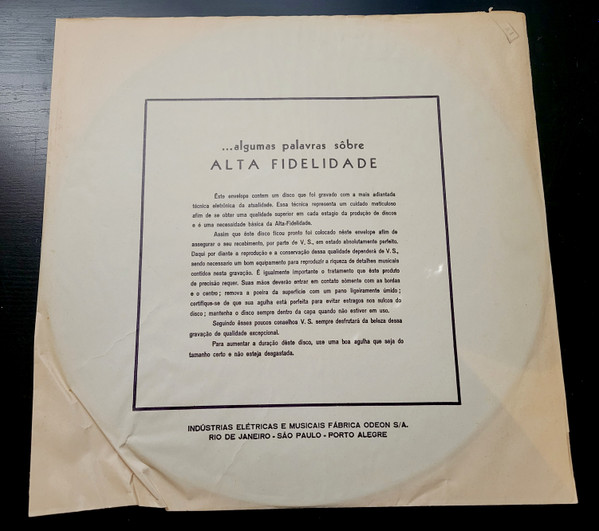 ...algumas palavras sôbre
ALTA FIDELIDADE
Êste envelope contem um disco que foi gravado com a mais adiantada
técnica eletrônica da atualidade. Essa técnica representa um cuidado meticuloso
afim de se obter uma qualidade superior em cada estagio da produção de discos
e é uma necessidade básica da Alta-Fidelidade.
Assim que êste disco ficou pronto foi colocado nêste envelope afim de
assegurar o seu recebimento, por parte de V. S., em estado absolutamente perfeito.
Daqui por diante a reprodução e a conservação dessa qualidade dependerá de V. S.,
sendo necessario um bom equipamento para reproduzir a riqueza de detalhes musicais
contidos nesta gravação. É igualmente importante o tratamento que êste produto
de precisão requer. Suas mãos deverão entrar em contato sòmente com as bordas
e o centro; remova a poeira da superfície com um pano ligeiramente úmido;
certifique-se de que sua agulha está perfeita para evitar estragos nos sulcos do
disco; mantenha o disco sempre dentro da capa quando não estiver em uso.
Seguindo êsses poucos conselhos V. S. sempre desfrutará da beleza dessa
gravação de qualidade excepcional.
Para aumentar a duração dêste disco, use uma boa agulha que seja do
tamanho certo e não esteja desgastada.
INDÚSTRIAS ELÉTRICAS E MUSICAIS FÁBRICA ODEON S/A.
RIO DE JANEIRO - SÃO PAULO - PORTO ALEGRE